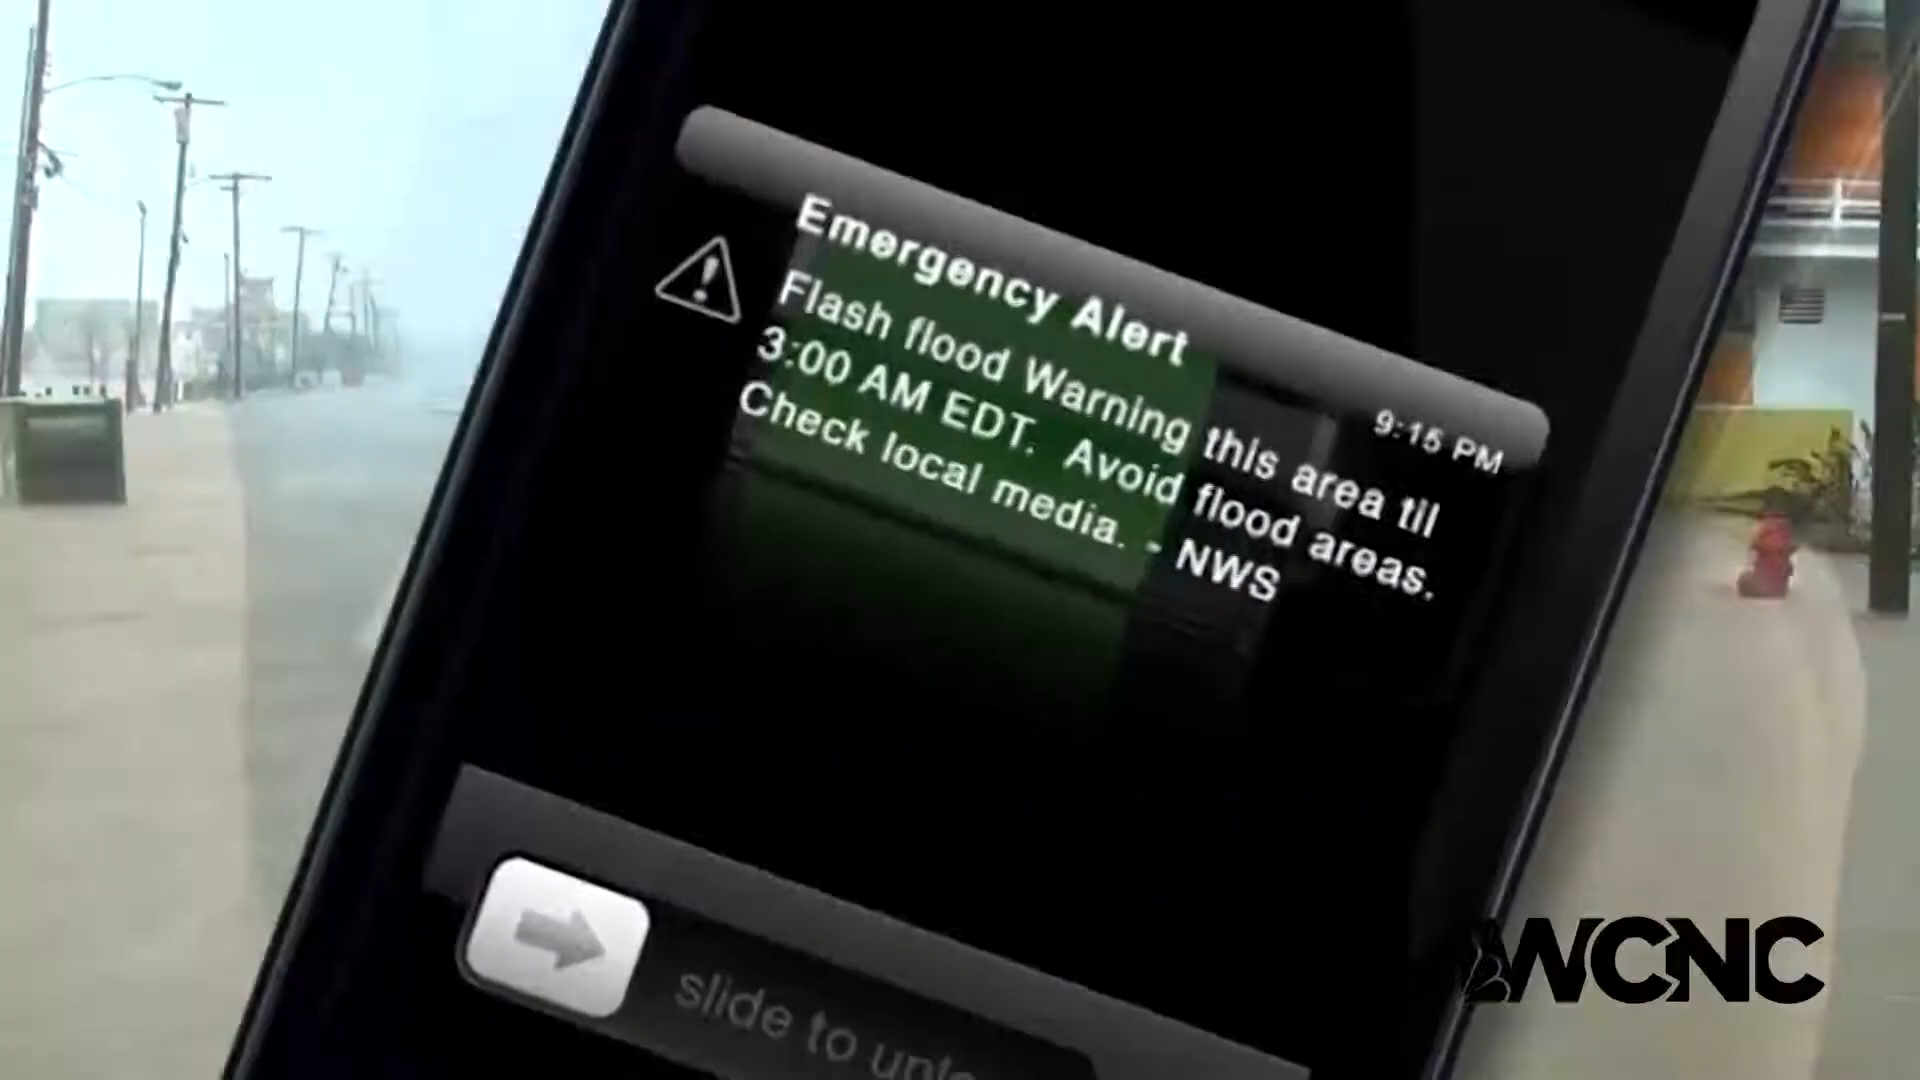 Emergency Alert
9:15 PM
Flash flood Warning this area til
3:00 AM EDT. Avoid flood areas.
Check local media. - NWS
slide to
WCNC